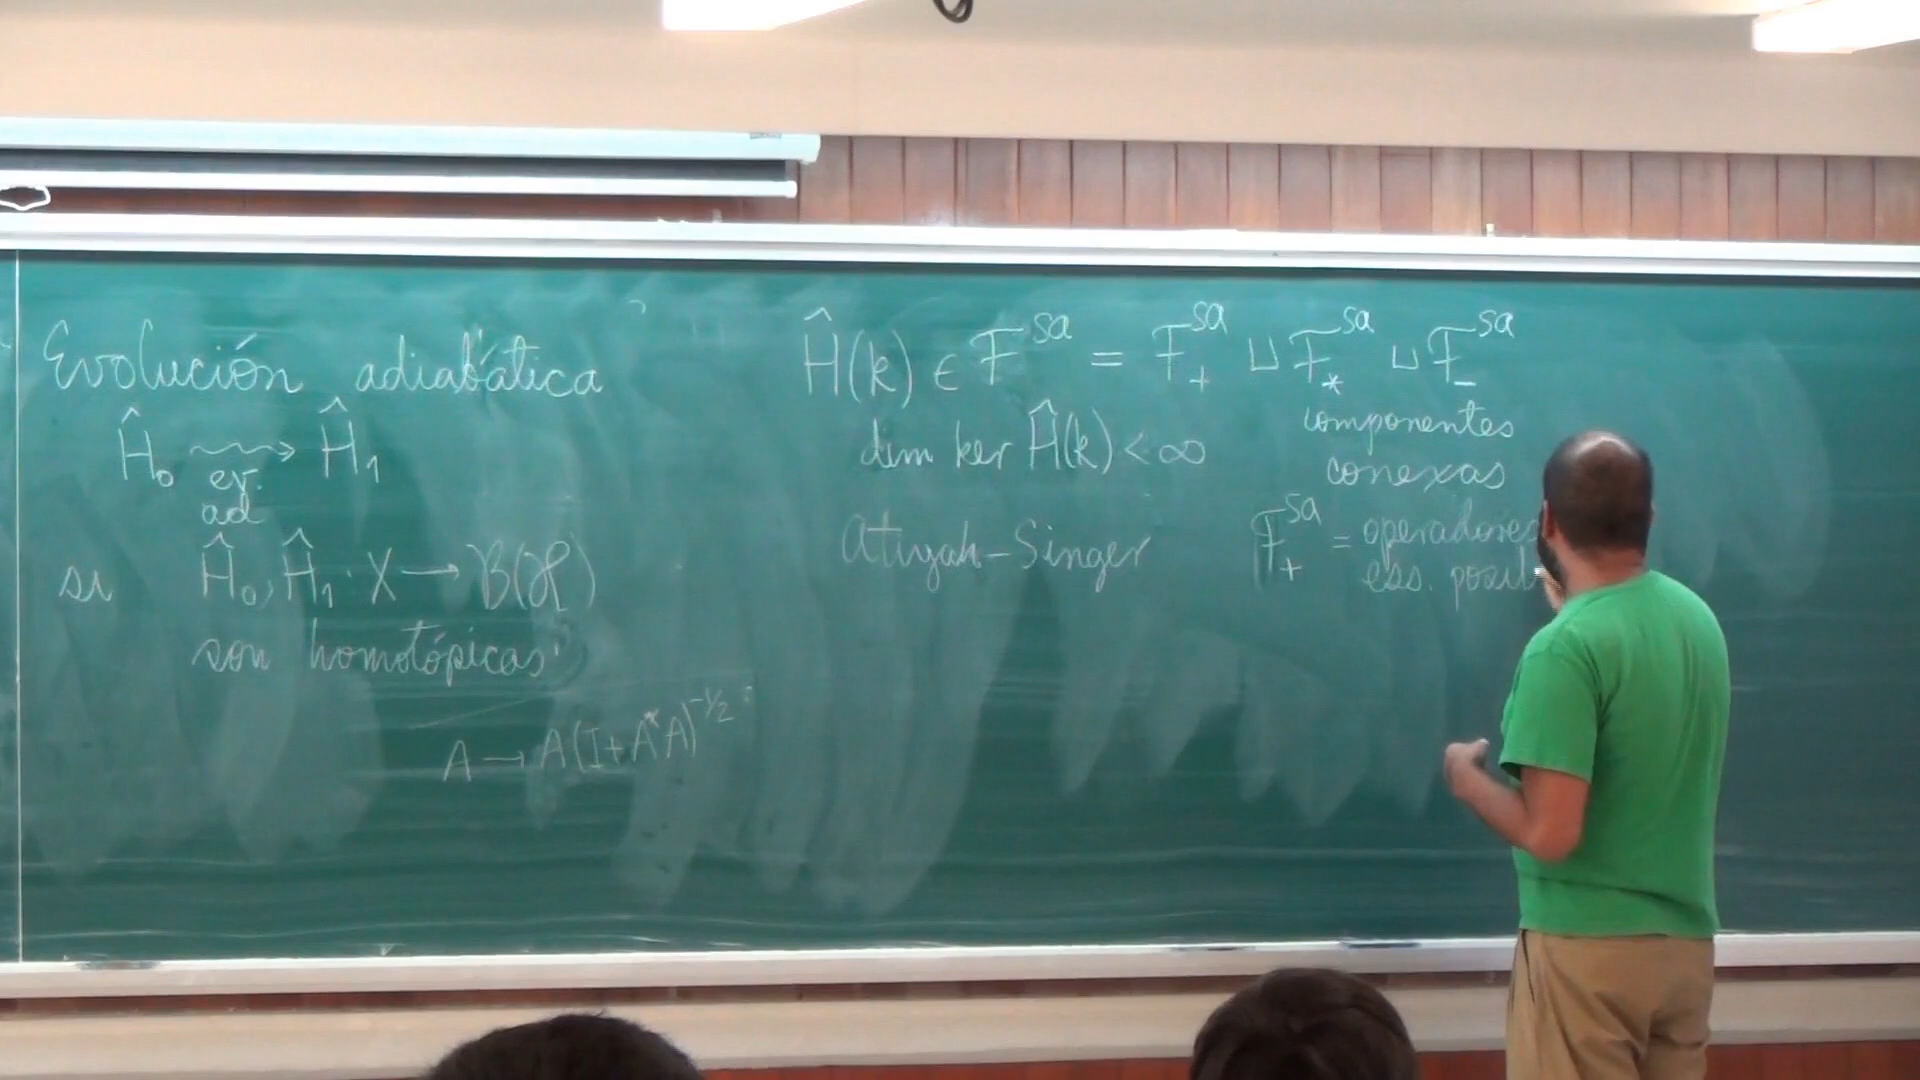 Evolución adiabática
Ĥ₀ ⇝ Ĥ₁
ev.
ad
si Ĥ₀, Ĥ₁ : X → B(ℋ)
son homotópicas
A → A(I+A*A)^{-1/2}
Ĥ(k) ∈ F^{sa} = F₊^{sa} ⊔ F_*^{sa} ⊔ F₋^{sa}
dim ker Ĥ(k) < ∞
componentes
conexas
Atiyah-Singer
F₊^{sa} = operadores
ess.